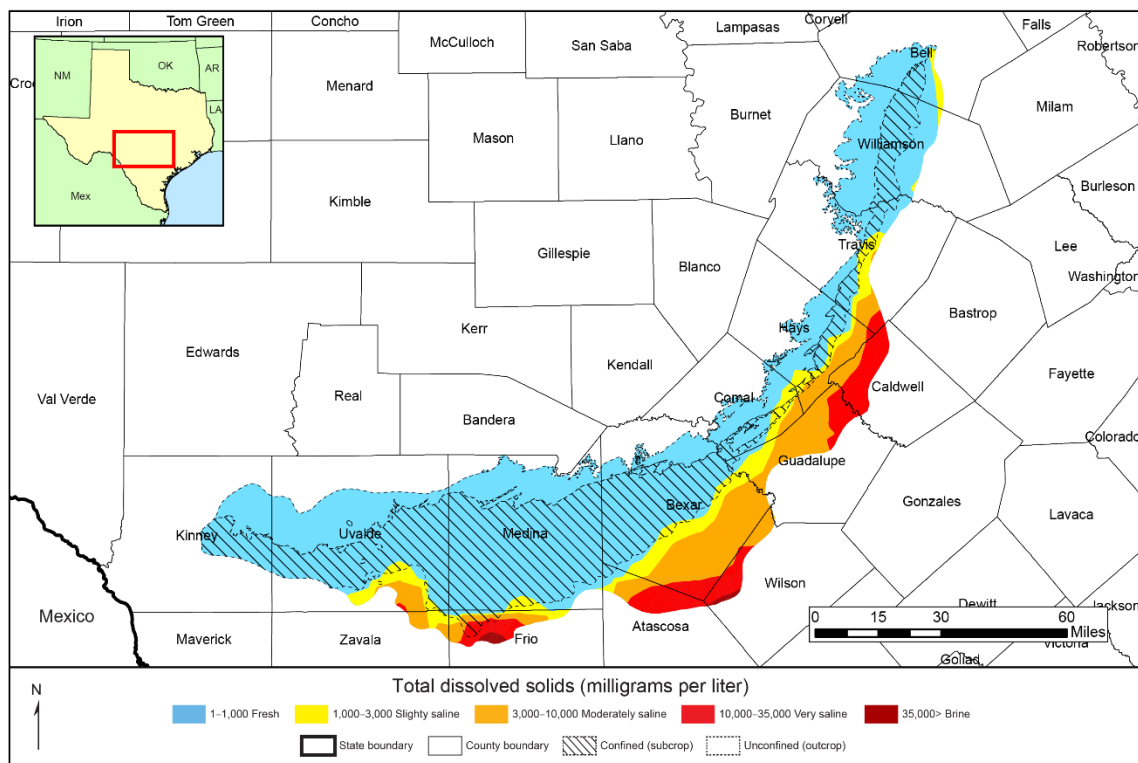 Irion
Tom Green
Concho
McCulloch
San Saba
Lampasas
Coryell
Falls
Robertson
Bell
NM
OK
AR
LA
Mex
Cro
Menard
Mason
Llano
Burnet
Milam
Williamson
Burleson
Kimble
Gillespie
Blanco
Travis
Lee
Washington
Bastrop
Hays
Kerr
Kendall
Edwards
Real
Val Verde
Bandera
Comal
Caldwell
Fayette
Colorado
Guadalupe
Gonzales
Lavaca
Bexar
Kinney
Uvalde
Medina
Wilson
Mexico
Maverick
Zavala
Frio
Atascosa
Dewitt
Jackson
Victoria
Goliad
0 15 30 60
Miles
Total dissolved solids (milligrams per liter)
N
1–1,000 Fresh
1,000–3,000 Slighty saline
3,000–10,000 Moderately saline
10,000–35,000 Very saline
35,000> Brine
State boundary
County boundary
Confined (subcrop)
Unconfined (outcrop)